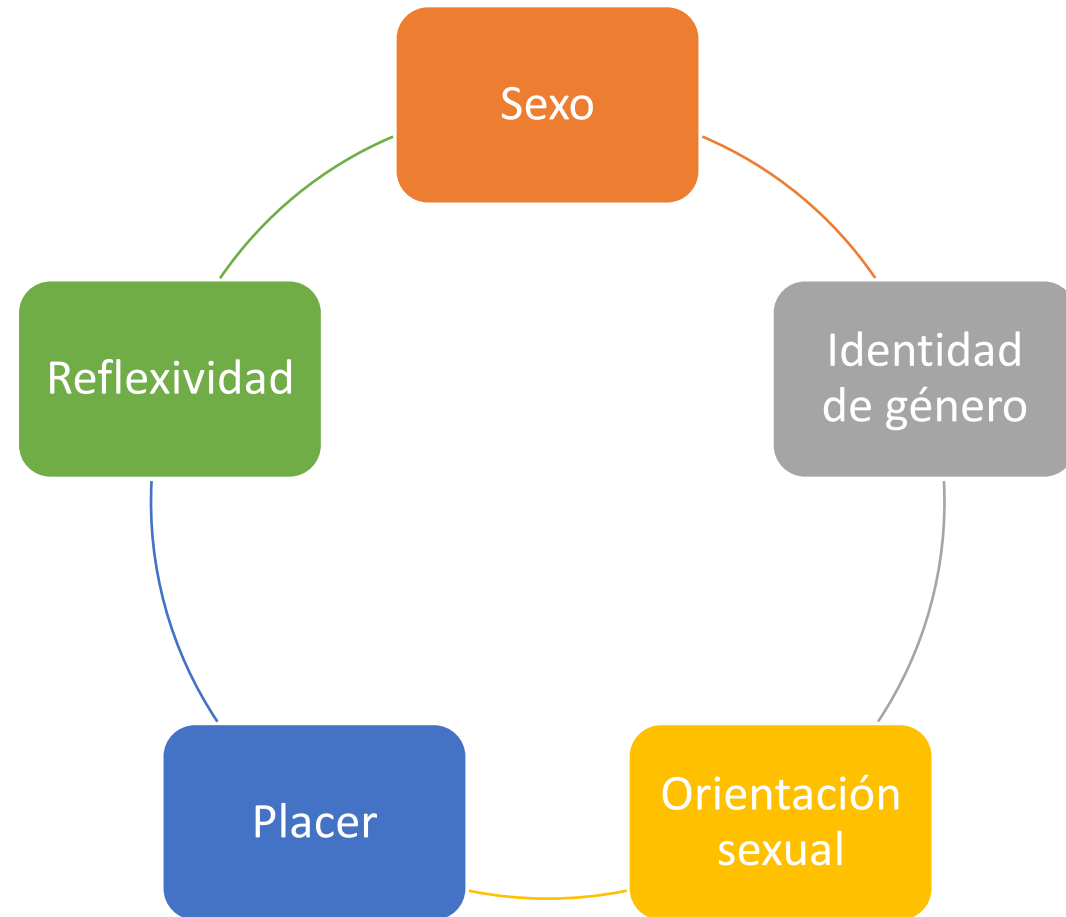 Sexo
Identidad
de género
Orientación
sexual
Placer
Reflexividad